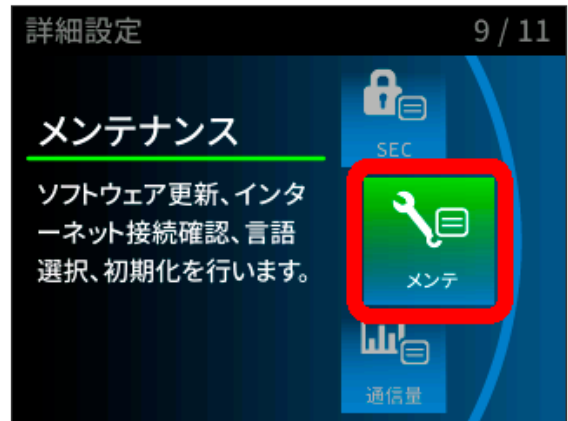 詳細設定 9 / 11
メンテナンス
ソフトウェア更新、インタ
ーネット接続確認、言語
選択、初期化を行います。
SEC
メンテ
通信量